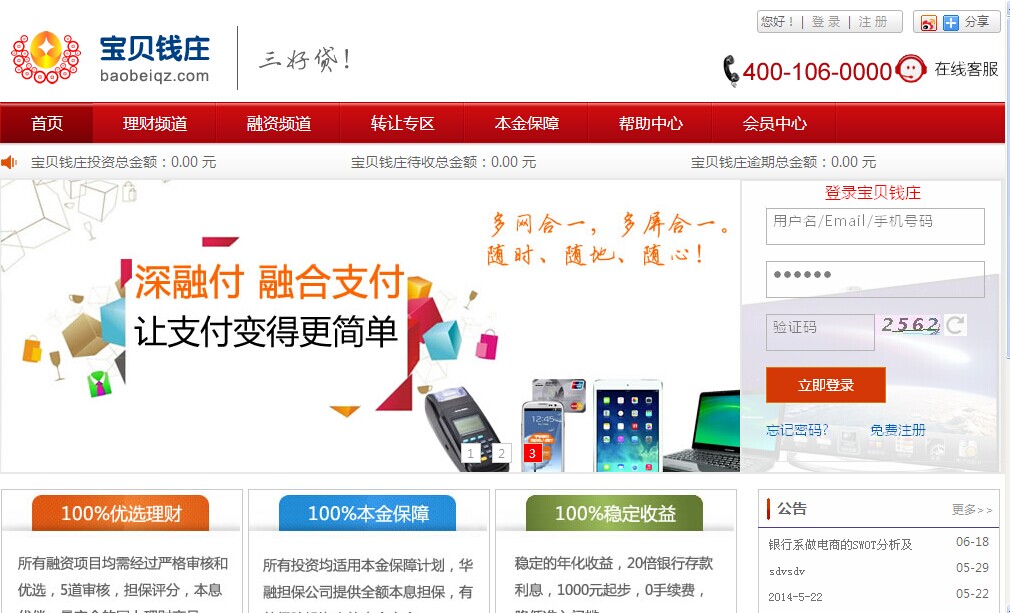 您好！ | 登 录 | 注 册
分享
宝贝钱庄
baobeiqz.com
三好贷！
400-106-0000
在线客服
首页 理财频道 融资频道 转让专区 本金保障 帮助中心 会员中心
宝贝钱庄投资总金额：0.00 元 宝贝钱庄待收总金额：0.00 元 宝贝钱庄逾期总金额：0.00 元
多网合一，多屏合一。
随时、随地、随心！
深融付 融合支付
让支付变得更简单
12:45
1 2 3
登录宝贝钱庄
用户名/Email/手机号码
验证码
2562
立即登录
忘记密码? 免费注册
100%优选理财
所有融资项目均需经过严格审核和
优选，5道审核，担保评分，本息
100%本金保障
所有投资均适用本金保障计划，华
融担保公司提供全额本息担保，有
100%稳定收益
稳定的年化收益，20倍银行存款
利息，1000元起步，0手续费，
公告
更多>>
银行系做电商的SWOT分析及 06-18
sdvsdv 05-29
2014-5-22 05-22